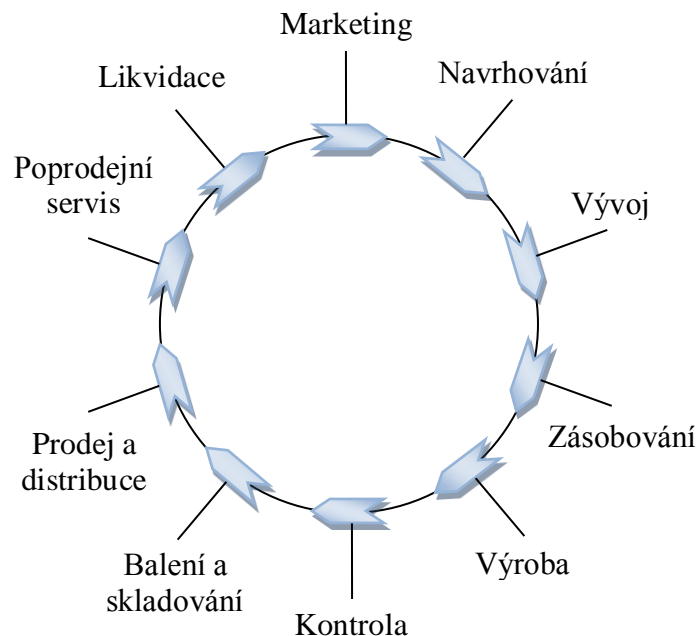 Marketing
Navrhování
Vývoj
Zásobování
Výroba
Kontrola
Balení a
skladování
Prodej a
distribuce
Poprodejní
servis
Likvidace